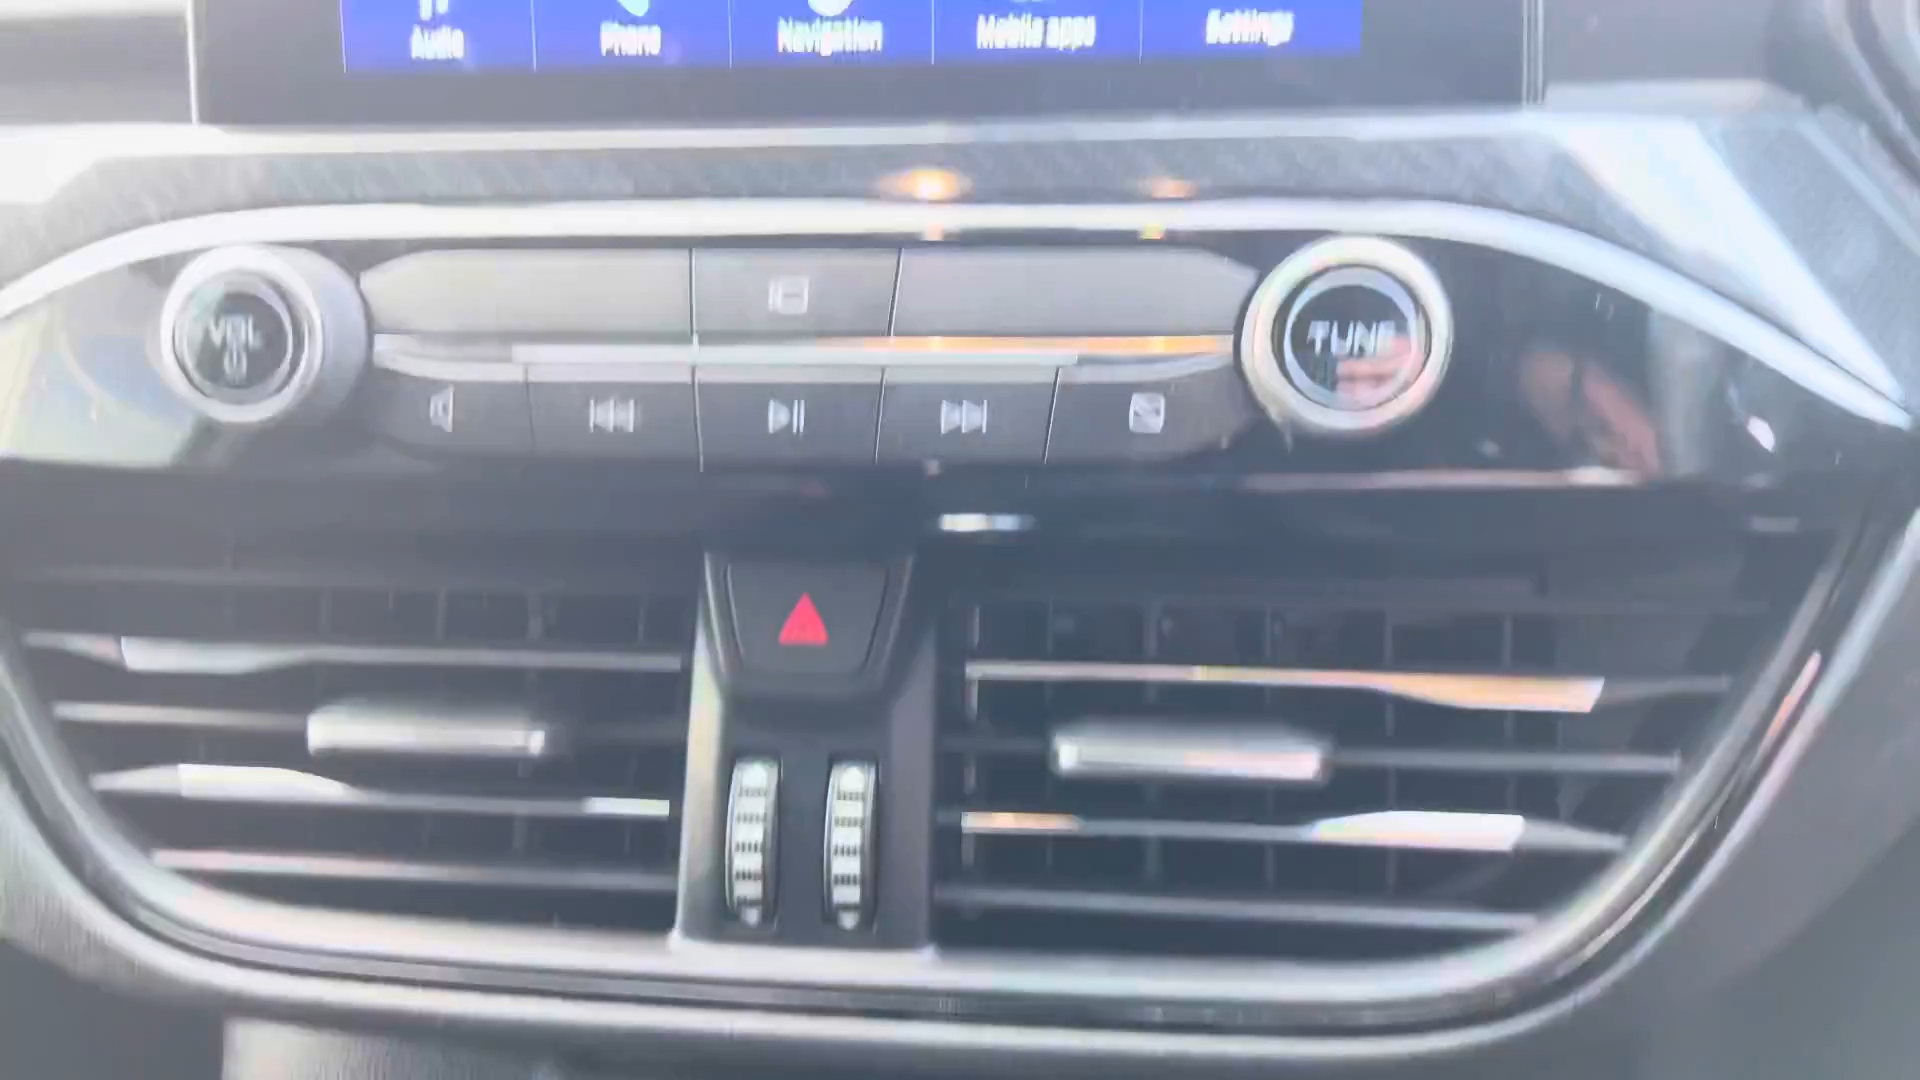 Audio
Phone
Navigation
Mobile apps
Settings
VOL
TUNE